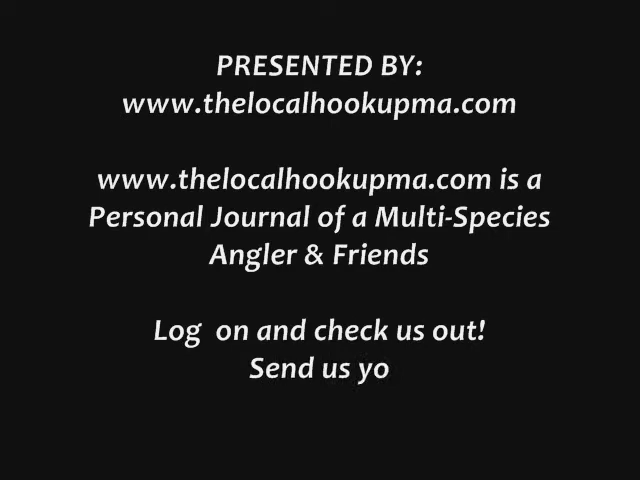 PRESENTED BY:
www.thelocalhookupma.com
www.thelocalhookupma.com is a
Personal Journal of a Multi-Species
Angler & Friends
Log  on and check us out!
Send us yo